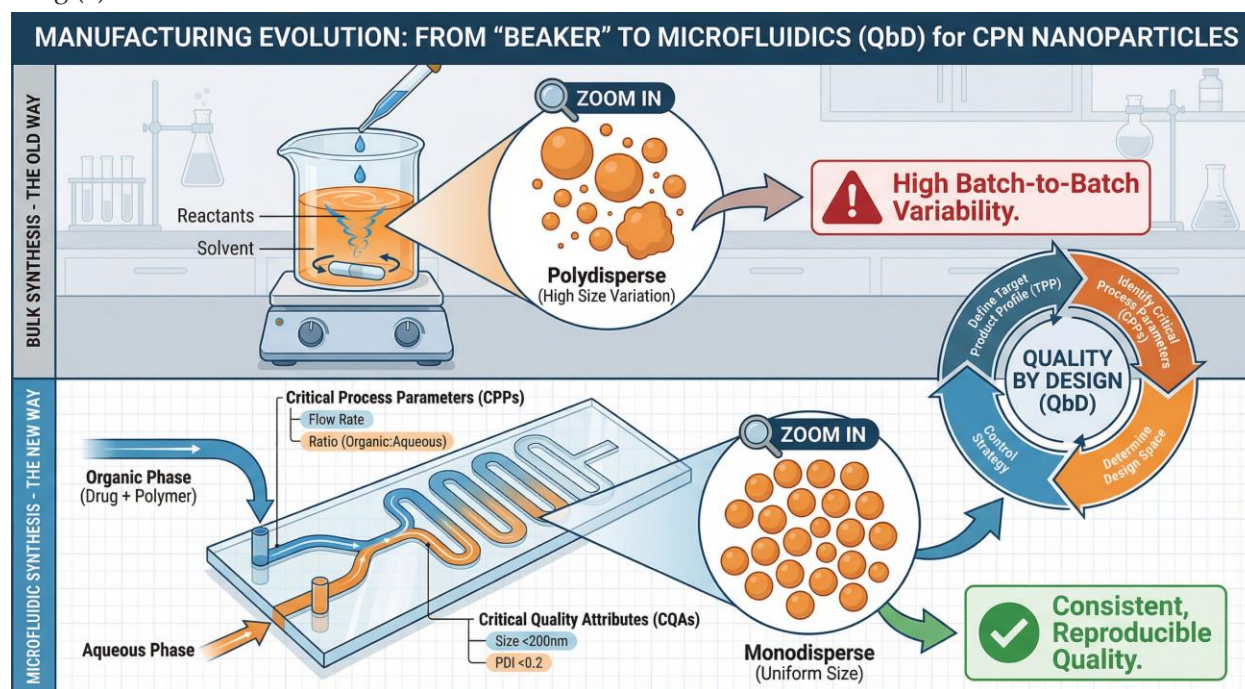 MANUFACTURING EVOLUTION: FROM “BEAKER” TO MICROFLUIDICS (QbD) for CPN NANOPARTICLES
BULK SYNTHESIS - THE OLD WAY
Reactants
Solvent
ZOOM IN
Polydisperse
(High Size Variation)
High Batch-to-Batch
Variability.
Define Target
Product Profile (TPP)
Identify Critical
Process Parameters
(CPPs)
QUALITY
BY DESIGN
(QbD)
Control
Strategy
Determine
Design Space
MICROFLUIDIC SYNTHESIS - THE NEW WAY
Critical Process Parameters (CPPs)
Flow Rate
Ratio (Organic:Aqueous)
Organic Phase
(Drug + Polymer)
Aqueous Phase
Critical Quality Attributes (CQAs)
Size <200nm
PDI <0.2
ZOOM IN
Monodisperse
(Uniform Size)
Consistent,
Reproducible
Quality.